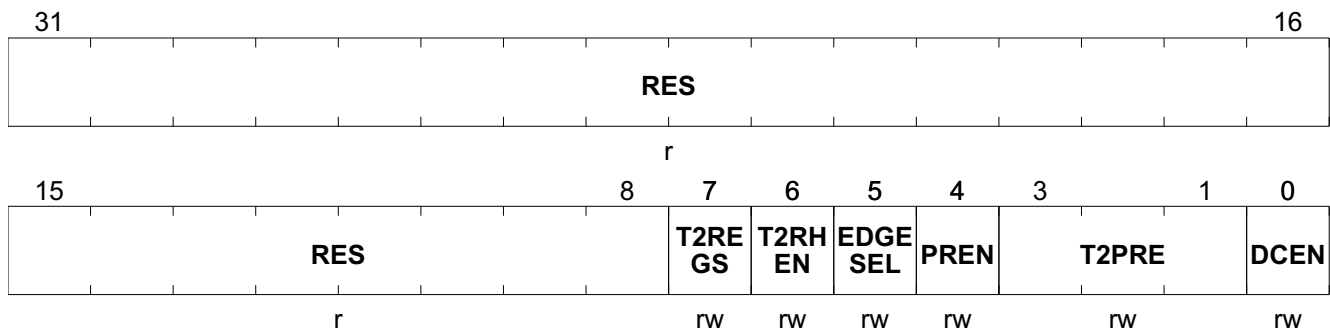 31 16
RES
r
15 8 7 6 5 4 3 1 0
RES T2RE GS T2RH EN EDGE SEL PREN T2PRE DCEN
r rw rw rw rw rw rw